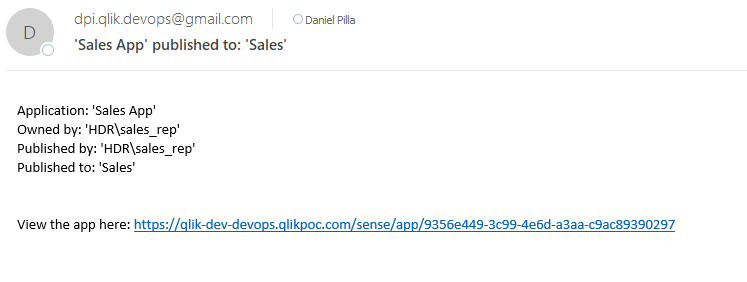 D
dpi.qlik.devops@gmail.com
Daniel Pilla
'Sales App' published to: 'Sales'
Application: 'Sales App'
Owned by: 'HDR\sales_rep'
Published by: 'HDR\sales_rep'
Published to: 'Sales'
View the app here: https://qlik-dev-devops.qlikpoc.com/sense/app/9356e449-3c99-4e6d-a3aa-c9ac89390297